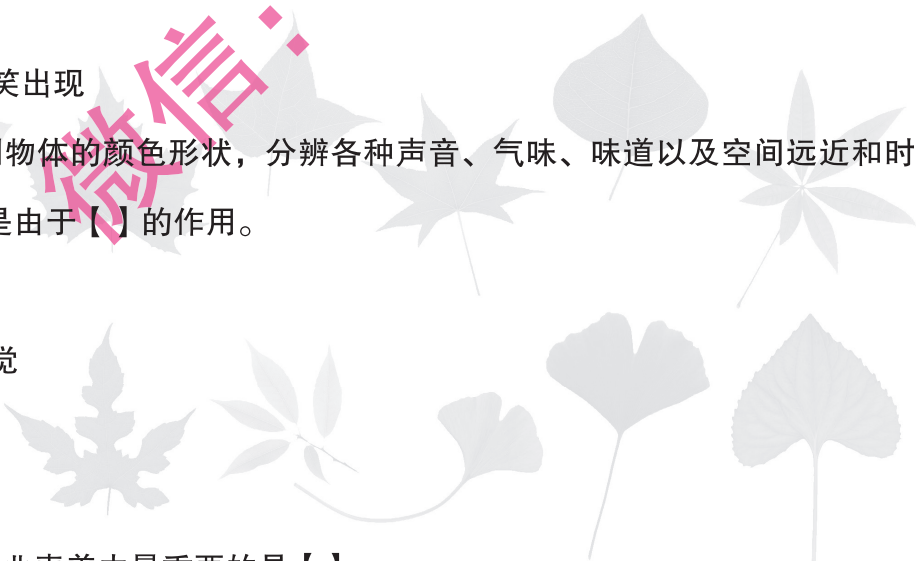 笑出现
微信：
物体的颜色形状，分辨各种声音、气味、味道以及空间远近和时
是由于【 】的作用。
觉